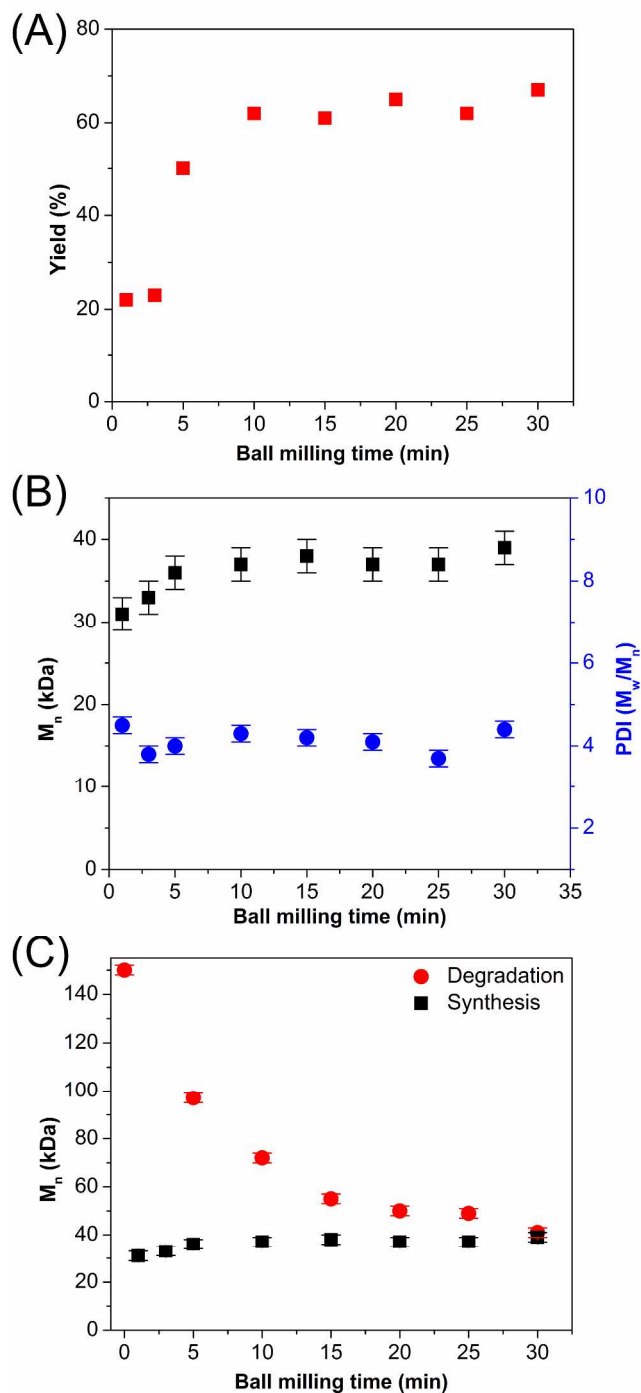 (A)
80
60
40
20
0
Yield (%)
0 5 10 15 20 25 30
Ball milling time (min)
(B)
40
30
20
10
0
Mn (kDa)
10
8
6
4
2
PDI (Mw/Mn)
0 5 10 15 20 25 30 35
Ball milling time (min)
(C)
Degradation
Synthesis
140
120
100
80
60
40
20
0
Mn (kDa)
0 5 10 15 20 25 30
Ball milling time (min)